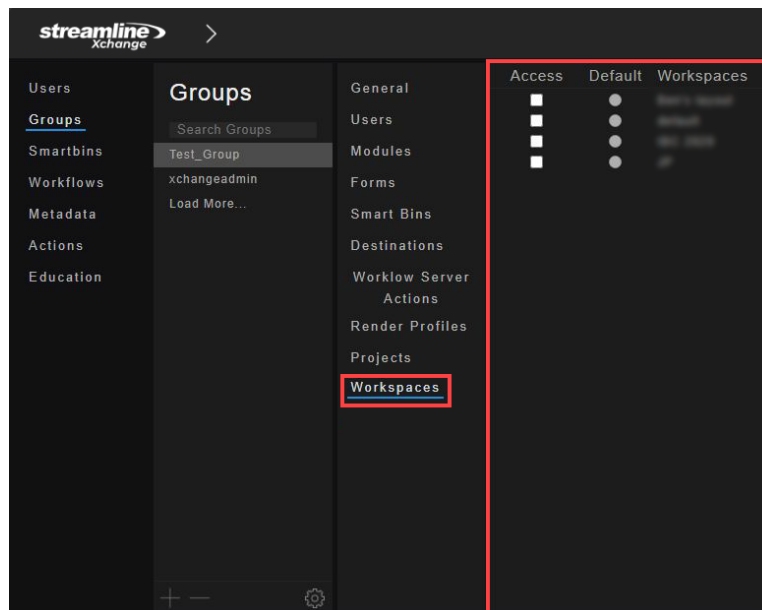 streamline
Xchange
Users
Groups
Smartbins
Workflows
Metadata
Actions
Education
Groups
Search Groups
Test_Group
xchangeadmin
Load More...
General
Users
Modules
Forms
Smart Bins
Destinations
Worklow Server
Actions
Render Profiles
Projects
Workspaces
Access Default Workspaces